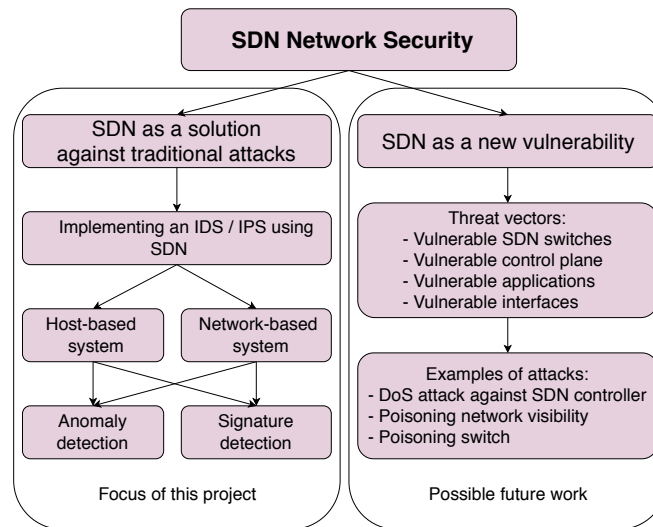 SDN Network Security
SDN as a solution
against traditional attacks
Implementing an IDS / IPS using
SDN
Host-based
system
Network-based
system
Anomaly
detection
Signature
detection
Focus of this project
SDN as a new vulnerability
Threat vectors:
- Vulnerable SDN switches
- Vulnerable control plane
- Vulnerable applications
- Vulnerable interfaces
Examples of attacks:
- DoS attack against SDN controller
- Poisoning network visibility
- Poisoning switch
Possible future work